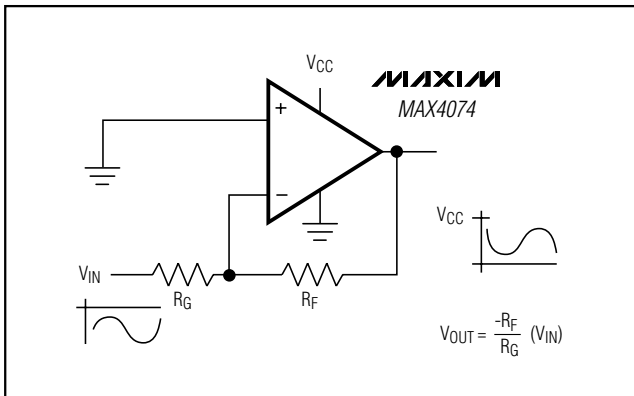 VCC
MAXIM
MAX4074
+
−
VCC
VIN
RG
RF
VOUT = -RF/RG (VIN)